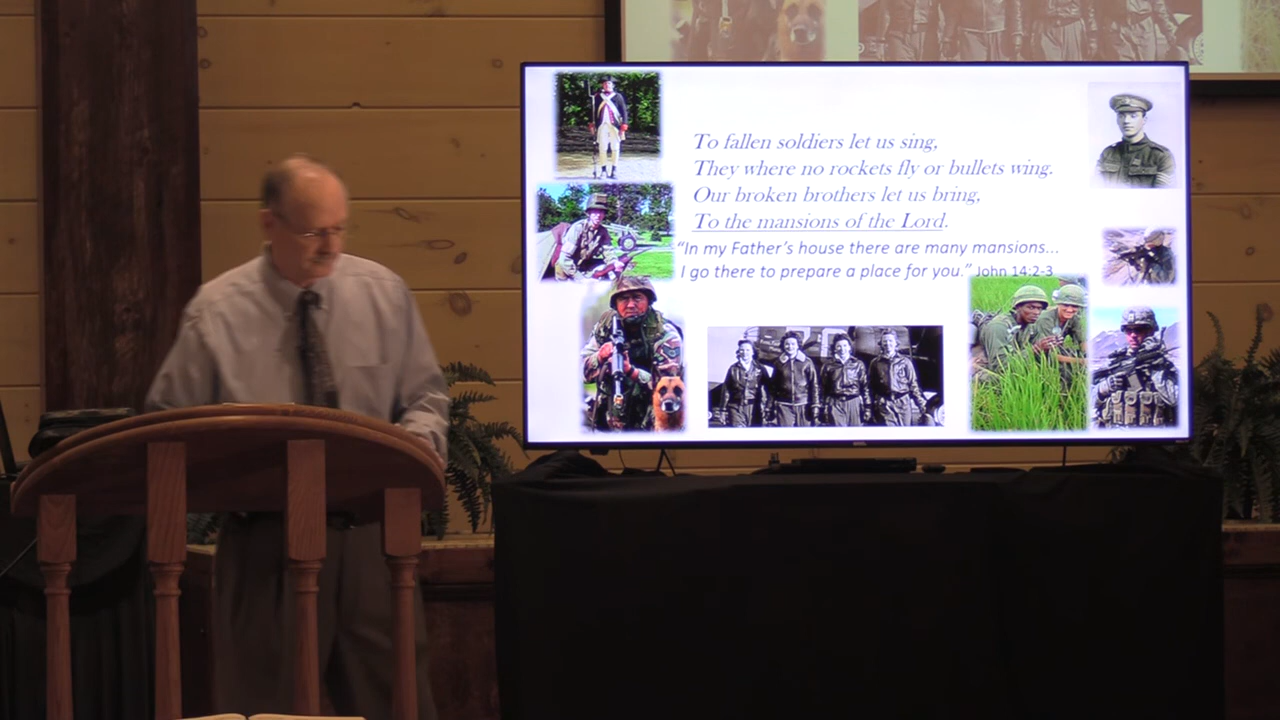 To fallen soldiers let us sing,
They where no rockets fly or bullets wing.
Our broken brothers let us bring,
To the mansions of the Lord.
“In my Father’s house there are many mansions...
I go there to prepare a place for you.” John 14:2-3